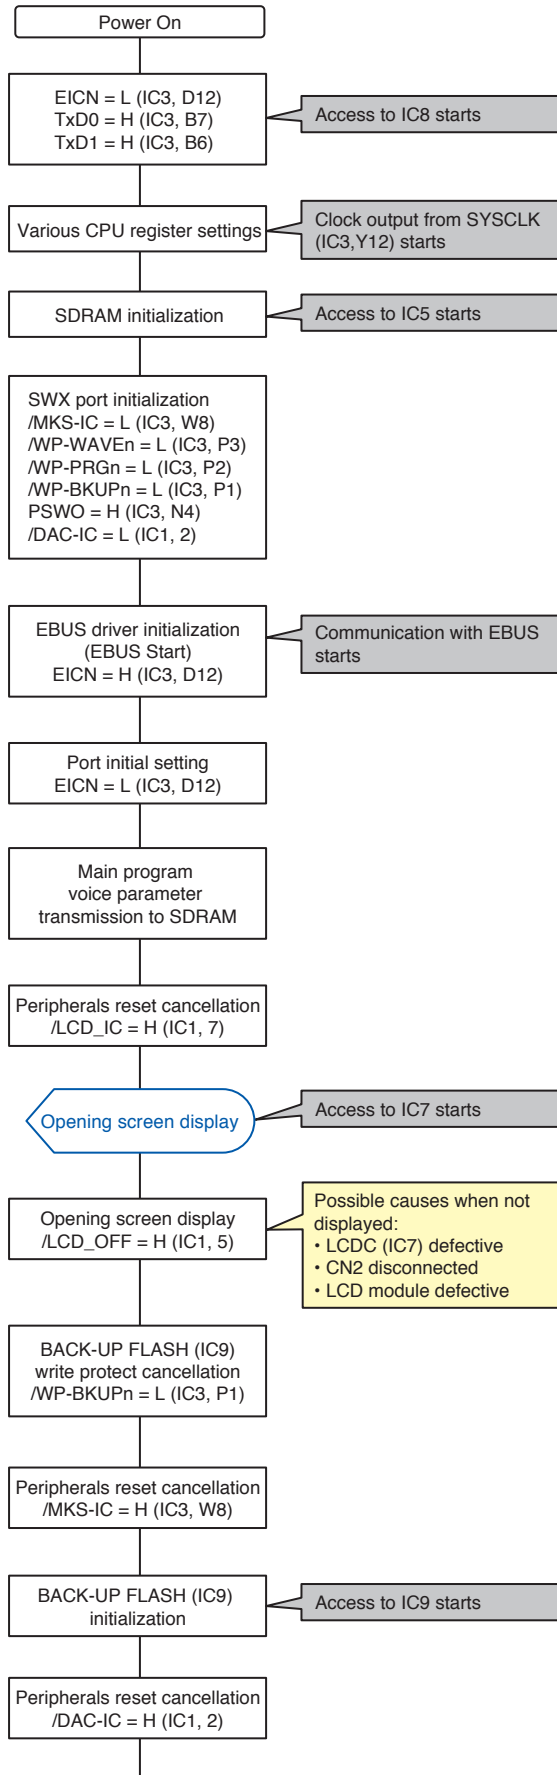 Power On
EICN = L (IC3, D12)
TxD0 = H (IC3, B7)
TxD1 = H (IC3, B6)
Access to IC8 starts
Various CPU register settings
Clock output from SYSCLK
(IC3,Y12) starts
SDRAM initialization
Access to IC5 starts
SWX port initialization
/MKS-IC = L (IC3, W8)
/WP-WAVEn = L (IC3, P3)
/WP-PRGn = L (IC3, P2)
/WP-BKUPn = L (IC3, P1)
PSWO = H (IC3, N4)
/DAC-IC = L (IC1, 2)
EBUS driver initialization
(EBUS Start)
EICN = H (IC3, D12)
Communication with EBUS
starts
Port initial setting
EICN = L (IC3, D12)
Main program
voice parameter
transmission to SDRAM
Peripherals reset cancellation
/LCD_IC = H (IC1, 7)
Opening screen display
Access to IC7 starts
Opening screen display
/LCD_OFF = H (IC1, 5)
Possible causes when not
displayed:
• LCDC (IC7) defective
• CN2 disconnected
• LCD module defective
BACK-UP FLASH (IC9)
write protect cancellation
/WP-BKUPn = L (IC3, P1)
Peripherals reset cancellation
/MKS-IC = H (IC3, W8)
BACK-UP FLASH (IC9)
initialization
Access to IC9 starts
Peripherals reset cancellation
/DAC-IC = H (IC1, 2)